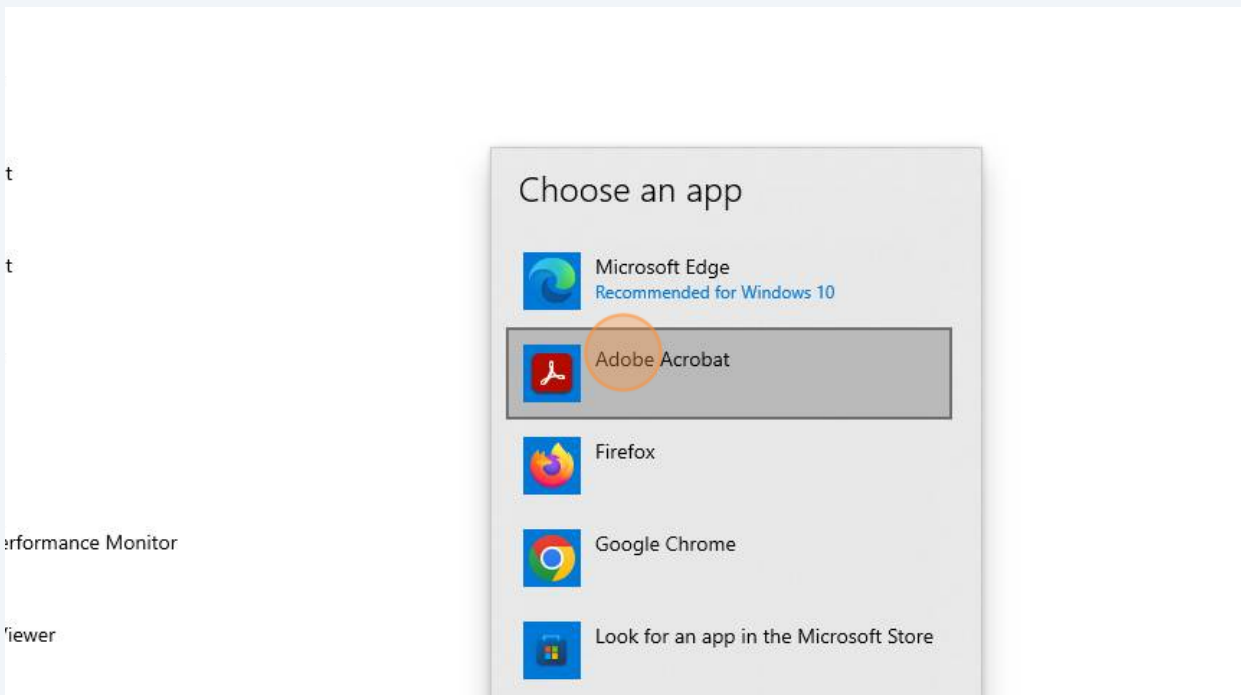 t
Choose an app
t
Microsoft Edge
Recommended for Windows 10
Adobe Acrobat
Firefox
erformance Monitor
Google Chrome
iewer
Look for an app in the Microsoft Store